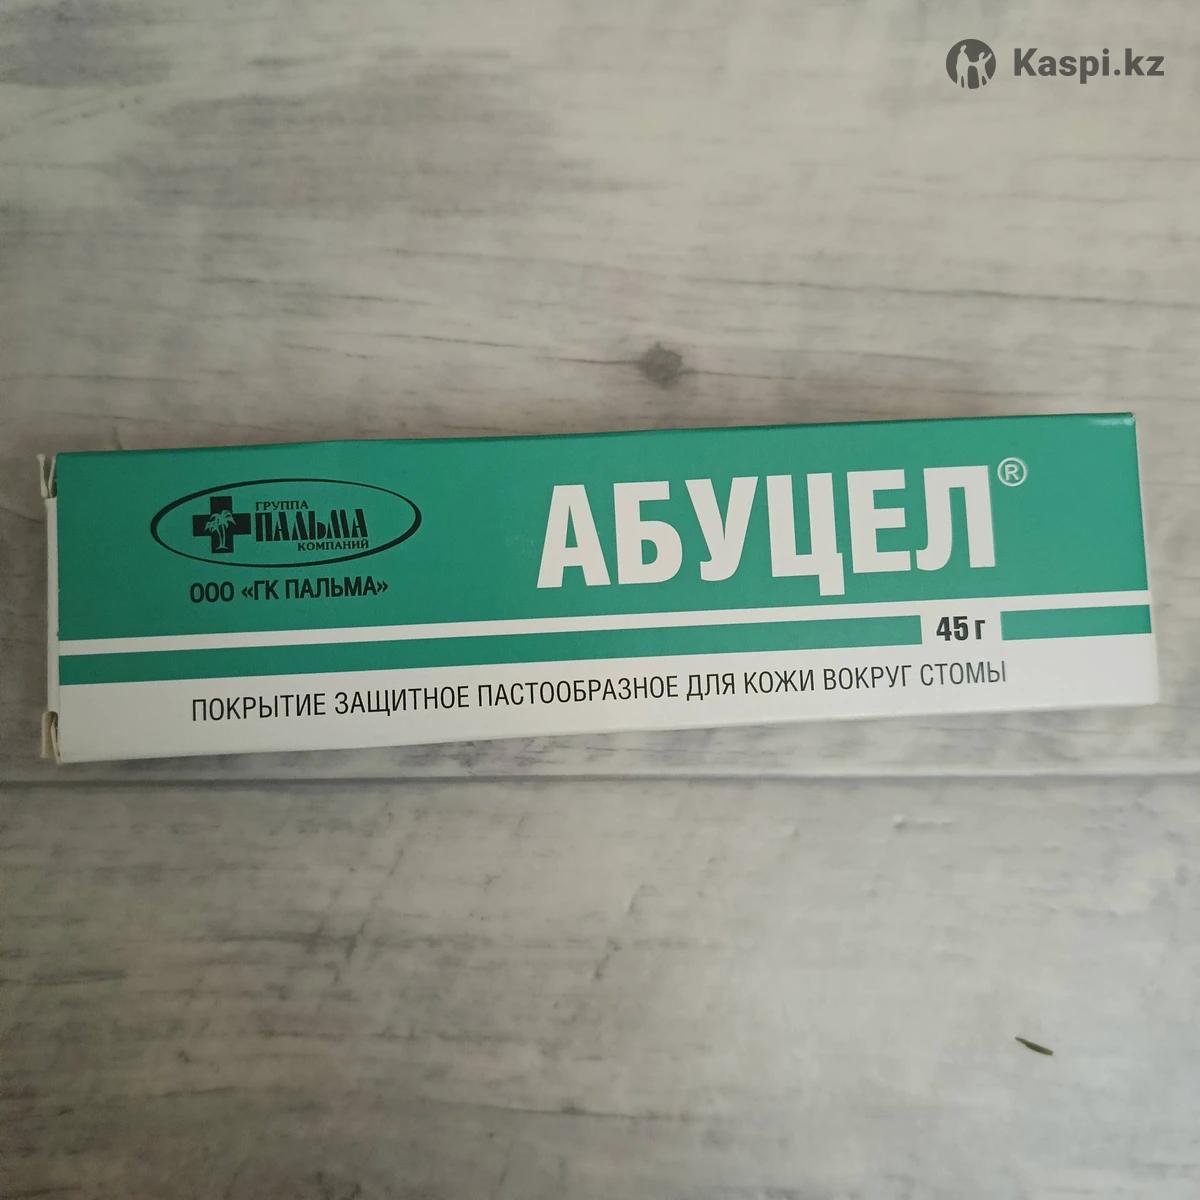 Kaspi.kz
ГРУППА
ПАЛЬМА
КОМПАНИЙ
ООО «ГК ПАЛЬМА»
АБУЦЕЛ®
45 г
ПОКРЫТИЕ ЗАЩИТНОЕ ПАСТООБРАЗНОЕ ДЛЯ КОЖИ ВОКРУГ СТОМЫ